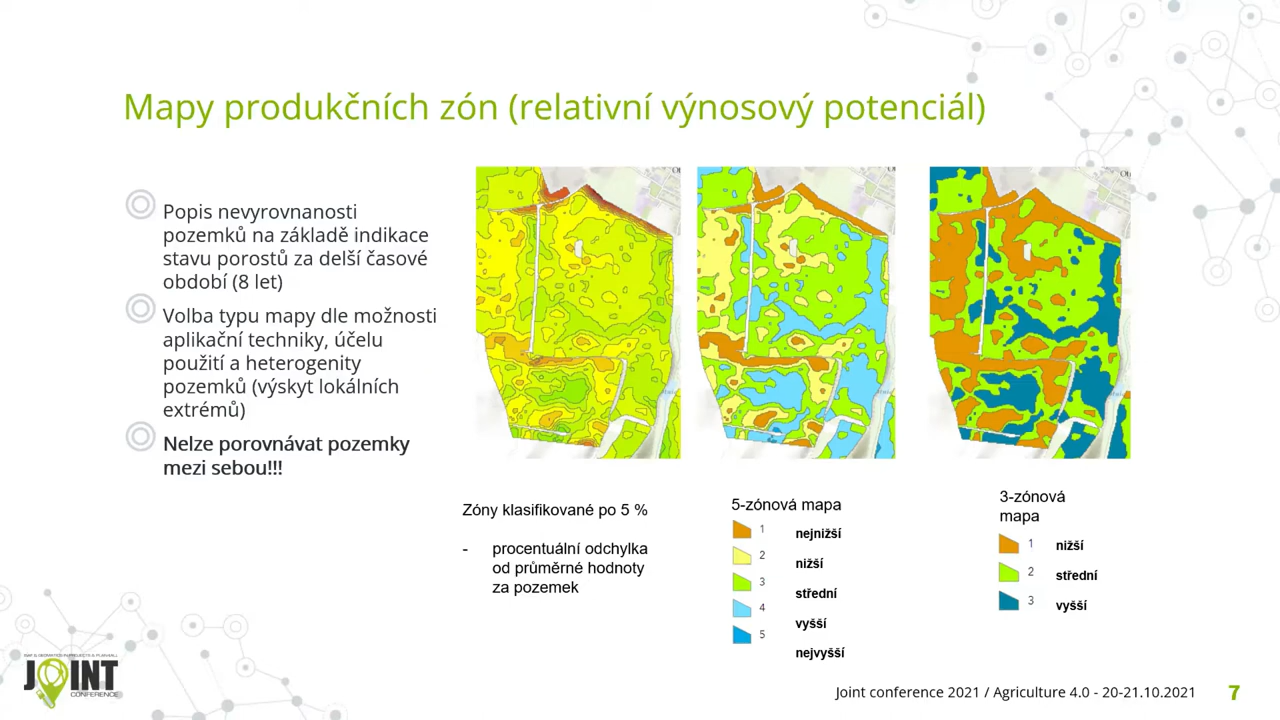 Mapy produkčních zón (relativní výnosový potenciál)
Popis nevyrovnanosti
pozemků na základě indikace
stavu porostů za delší časové
období (8 let)
Volba typu mapy dle možnosti
aplikační techniky, účelu
použití a heterogenity
pozemků (výskyt lokálních
extrémů)
Nelze porovnávat pozemky
mezi sebou!!!
Zóny klasifikované po 5 %
- procentuální odchylka
od průměrné hodnoty
za pozemek
5-zónová mapa
1 nejnižší
2 nižší
3 střední
4 vyšší
5 nejvyšší
3-zónová
mapa
1 nižší
2 střední
3 vyšší
JOINT
CONFERENCE
Joint conference 2021 / Agriculture 4.0 - 20-21.10.2021
7